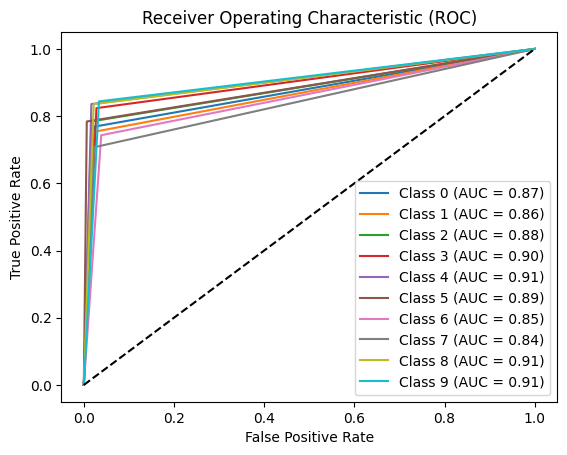 Receiver Operating Characteristic (ROC)
True Positive Rate
1.0
0.8
0.6
0.4
0.2
0.0
Class 0 (AUC = 0.87)
Class 1 (AUC = 0.86)
Class 2 (AUC = 0.88)
Class 3 (AUC = 0.90)
Class 4 (AUC = 0.91)
Class 5 (AUC = 0.89)
Class 6 (AUC = 0.85)
Class 7 (AUC = 0.84)
Class 8 (AUC = 0.91)
Class 9 (AUC = 0.91)
0.0 0.2 0.4 0.6 0.8 1.0
False Positive Rate